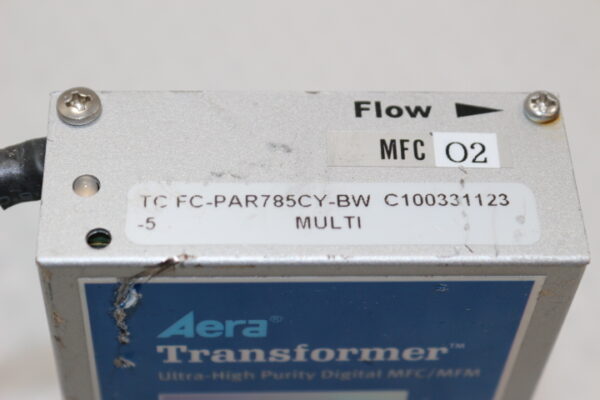 Flow
MFC O2
TC FC-PAR785CY-BW C100331123
-5 MULTI
Aera®
Transformer™
Ultra-High Purity Digital MFC/MFM